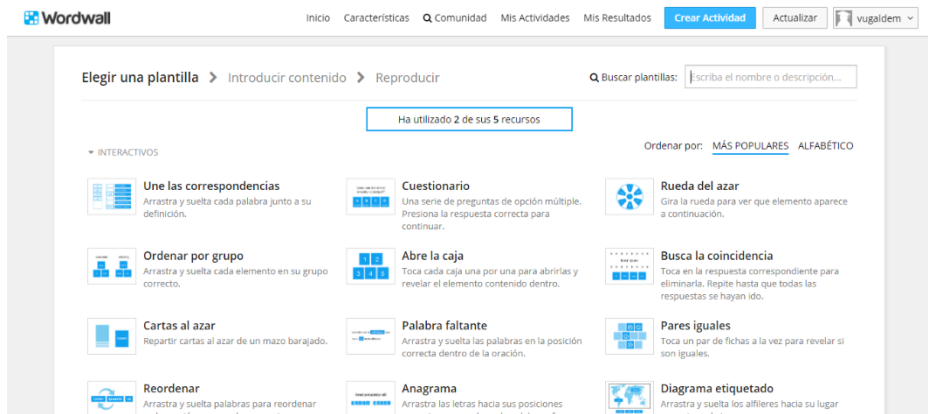 Wordwall
Inicio Características Comunidad Mis Actividades Mis Resultados Crear Actividad Actualizar vugaldem
Elegir una plantilla > Introducir contenido > Reproducir
Buscar plantillas: Escriba el nombre o descripción...
Ha utilizado 2 de sus 5 recursos
INTERACTIVOS
Ordenar por: MÁS POPULARES ALFABÉTICO
Une las correspondencias
Arrastra y suelta cada palabra junto a su
definición.
Cuestionario
Una serie de preguntas de opción múltiple.
Presiona la respuesta correcta para
continuar.
Rueda del azar
Gira la rueda para ver que elemento aparece
a continuación.
Ordenar por grupo
Arrastra y suelta cada elemento en su grupo
correcto.
Abre la caja
Toca cada caja una por una para abrirlas y
revelar el elemento contenido dentro.
Busca la coincidencia
Toca en la respuesta correspondiente para
eliminarla. Repite hasta que todas las
respuestas se hayan ido.
Cartas al azar
Repartir cartas al azar de un mazo barajado.
Palabra faltante
Arrastra y suelta las palabras en la posición
correcta dentro de la oración.
Pares iguales
Toca un par de fichas a la vez para revelar si
son iguales.
Reordenar
Arrastra y suelta palabras para reordenar
Anagrama
Arrastra las letras hacia sus posiciones
Diagrama etiquetado
Arrastra y suelta los alfileres hacia su lugar